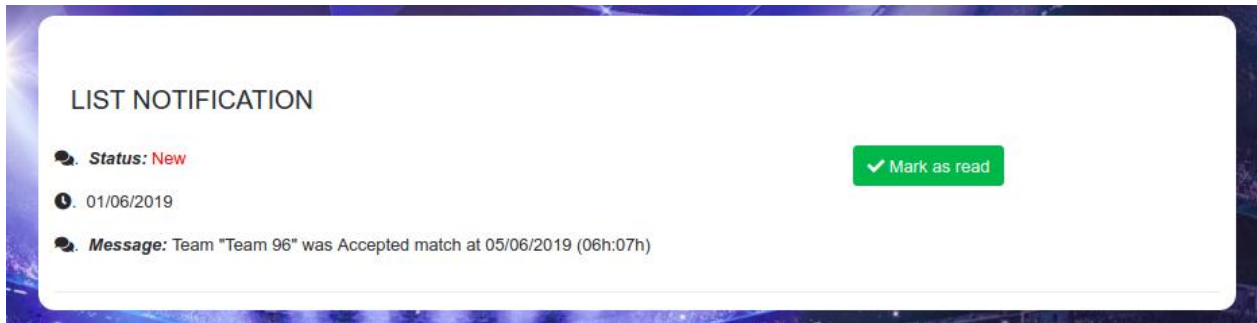 LIST NOTIFICATION
. Status: New
Mark as read
. 01/06/2019
. Message: Team "Team 96" was Accepted match at 05/06/2019 (06h:07h)